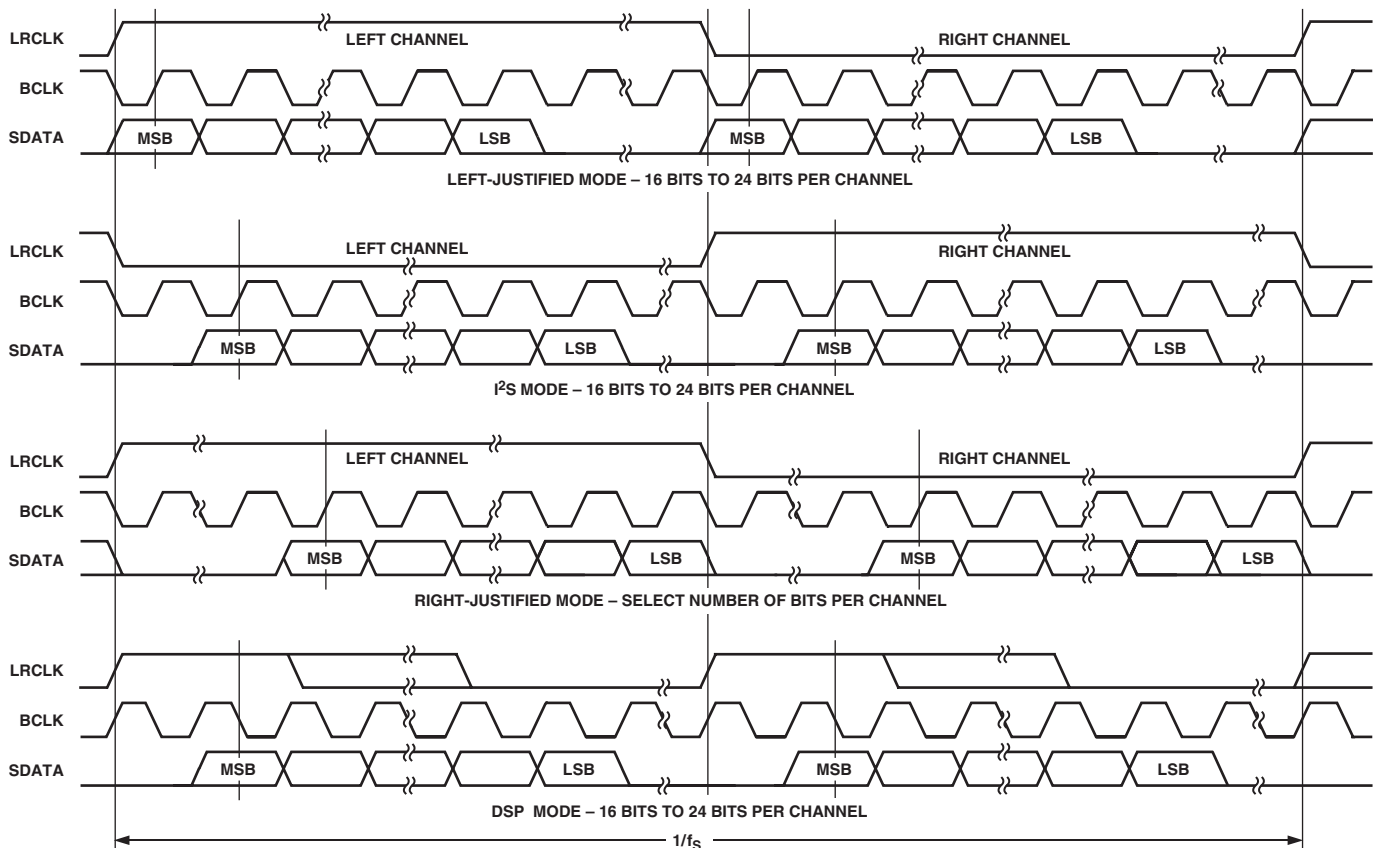 LRCLK LEFT CHANNEL RIGHT CHANNEL
BCLK
SDATA MSB LSB MSB LSB
LEFT-JUSTIFIED MODE – 16 BITS TO 24 BITS PER CHANNEL
LRCLK LEFT CHANNEL RIGHT CHANNEL
BCLK
SDATA MSB LSB MSB LSB
I²S MODE – 16 BITS TO 24 BITS PER CHANNEL
LRCLK LEFT CHANNEL RIGHT CHANNEL
BCLK
SDATA MSB LSB MSB LSB
RIGHT-JUSTIFIED MODE – SELECT NUMBER OF BITS PER CHANNEL
LRCLK
BCLK
SDATA MSB LSB MSB LSB
DSP MODE – 16 BITS TO 24 BITS PER CHANNEL
1/fS